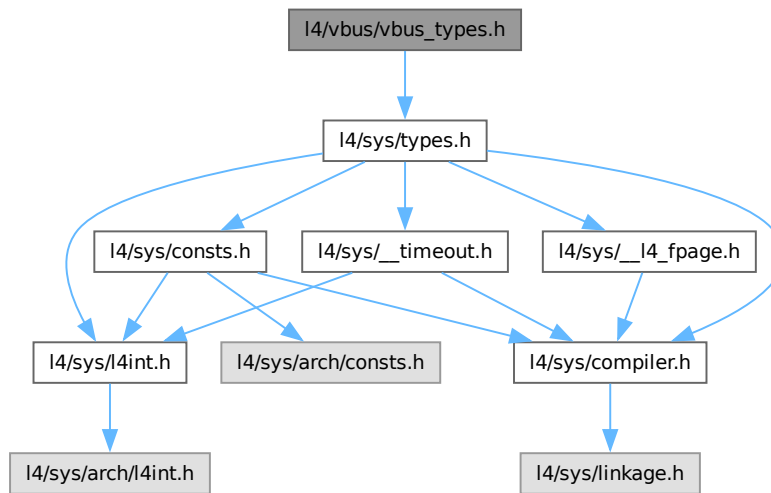 l4/vbus/vbus_types.h
l4/sys/types.h
l4/sys/consts.h
l4/sys/__timeout.h
l4/sys/__l4_fpage.h
l4/sys/l4int.h
l4/sys/arch/consts.h
l4/sys/compiler.h
l4/sys/arch/l4int.h
l4/sys/linkage.h